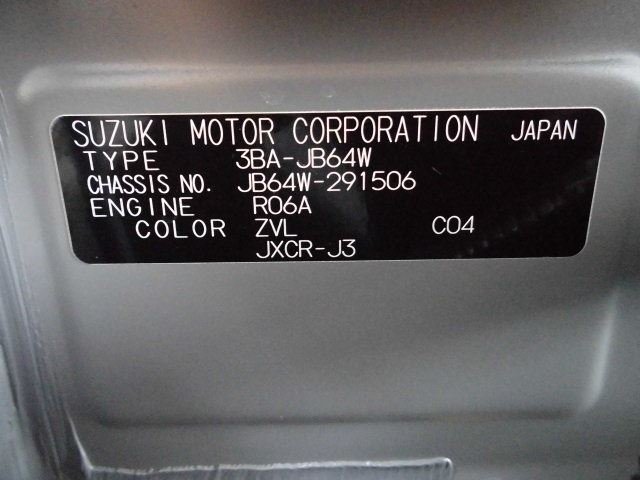 SUZUKI MOTOR CORPORATION JAPAN
TYPE 3BA-JB64W
CHASSIS NO. JB64W-291506
ENGINE R06A
COLOR ZVL C04
JXCR-J3